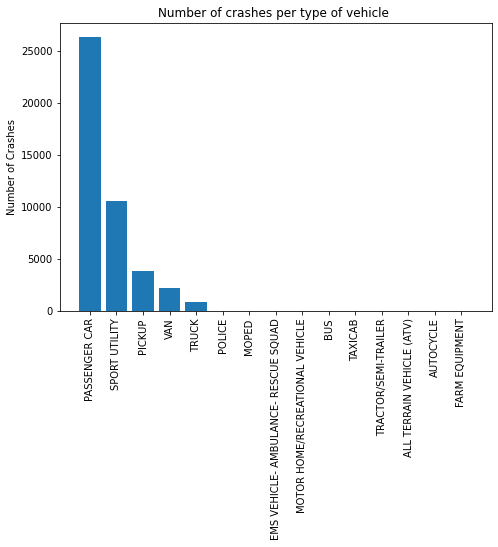 Number of crashes per type of vehicle
Number of Crashes
25000
20000
15000
10000
5000
0
PASSENGER CAR
SPORT UTILITY
PICKUP
VAN
TRUCK
POLICE
MOPED
EMS VEHICLE- AMBULANCE- RESCUE SQUAD
MOTOR HOME/RECREATIONAL VEHICLE
BUS
TAXICAB
TRACTOR/SEMI-TRAILER
ALL TERRAIN VEHICLE (ATV)
AUTOCYCLE
FARM EQUIPMENT